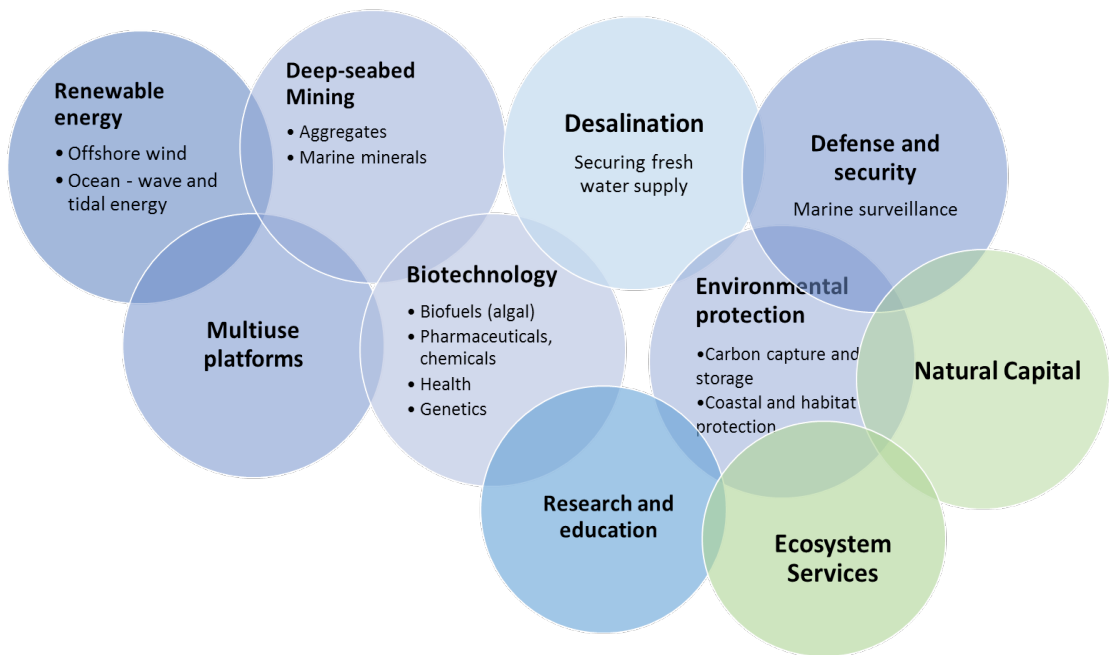 Renewable
energy
• Offshore wind
• Ocean - wave and
tidal energy
Deep-seabed
Mining
• Aggregates
• Marine minerals
Desalination
Securing fresh
water supply
Defense and
security
Marine surveillance
Multiuse
platforms
Biotechnology
• Biofuels (algal)
• Pharmaceuticals,
chemicals
• Health
• Genetics
Environmental
protection
•Carbon capture and
storage
•Coastal and habitat
protection
Natural Capital
Research and
education
Ecosystem
Services